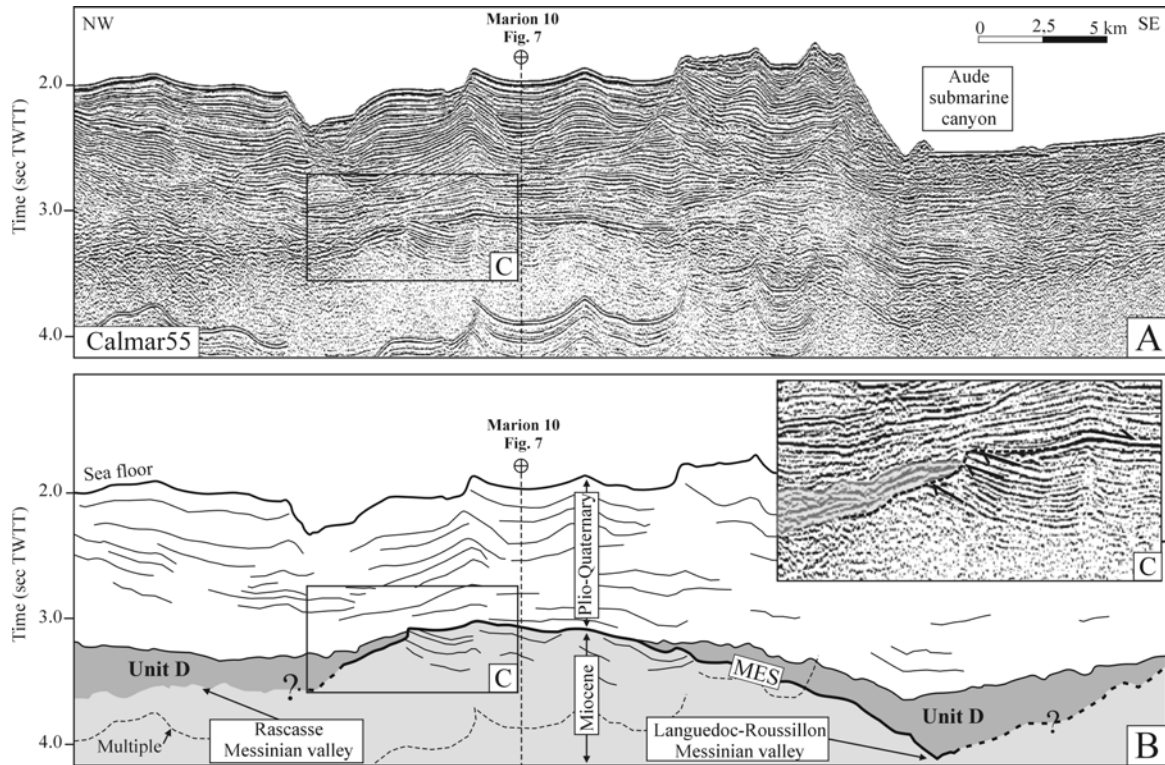 NW
Marion 10
Fig. 7
0 2,5 5 km
SE
2.0
3.0
4.0
Time (sec TWTT)
Aude
submarine
canyon
C
Calmar55
A
Marion 10
Fig. 7
Sea floor
2.0
3.0
4.0
Time (sec TWTT)
Plio-Quaternary
C
C
Unit D
?
Rascasse
Messinian valley
Multiple
Miocene
MES
Languedoc-Roussillon
Messinian valley
Unit D
?
B